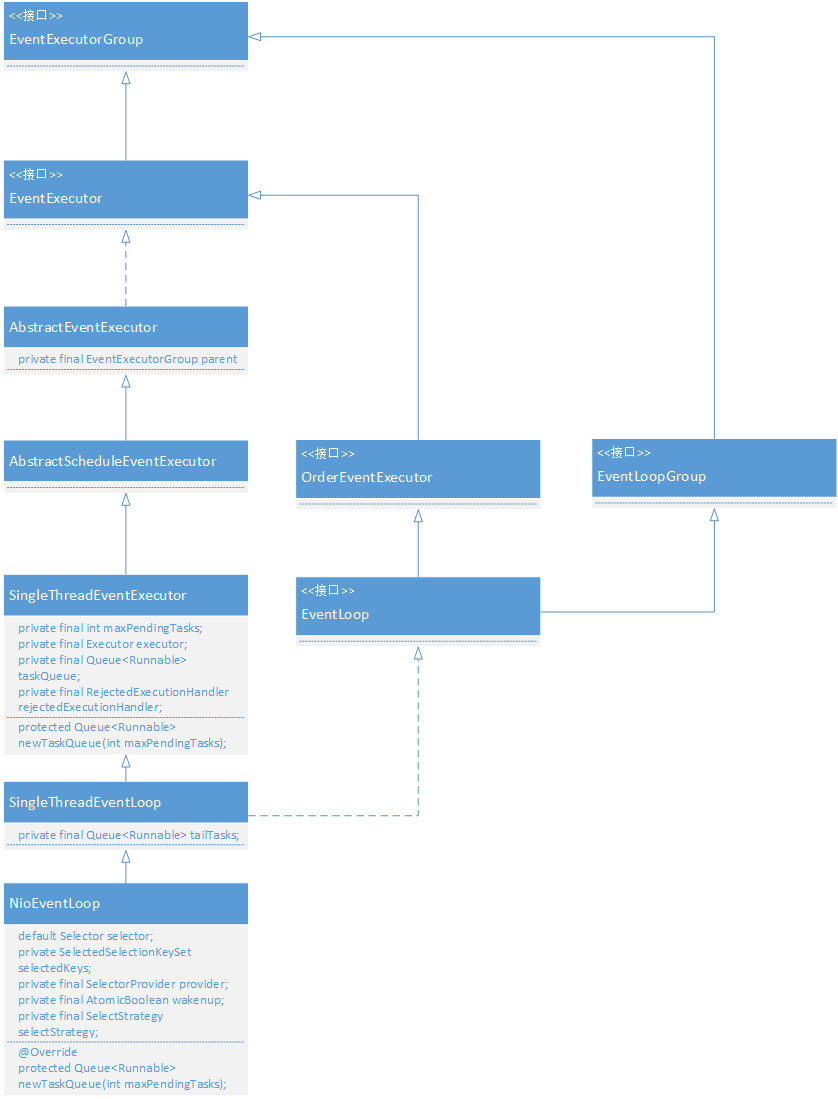 <<接口>>
EventExecutorGroup
<<接口>>
EventExecutor
AbstractEventExecutor
private final EventExecutorGroup parent
AbstractScheduleEventExecutor
<<接口>>
OrderEventExecutor
<<接口>>
EventLoopGroup
SingleThreadEventExecutor
private final int maxPendingTasks;
private final Executor executor;
private final Queue<Runnable>
taskQueue;
private final RejectedExecutionHandler
rejectedExecutionHandler;
protected Queue<Runnable>
newTaskQueue(int maxPendingTasks);
<<接口>>
EventLoop
SingleThreadEventLoop
private final Queue<Runnable> tailTasks;
NioEventLoop
default Selector selector;
private SelectedSelectionKeySet
selectedKeys;
private final SelectorProvider provider;
private final AtomicBoolean wakenup;
private final SelectStrategy
selectStrategy;
@Override
protected Queue<Runnable>
newTaskQueue(int maxPendingTasks);